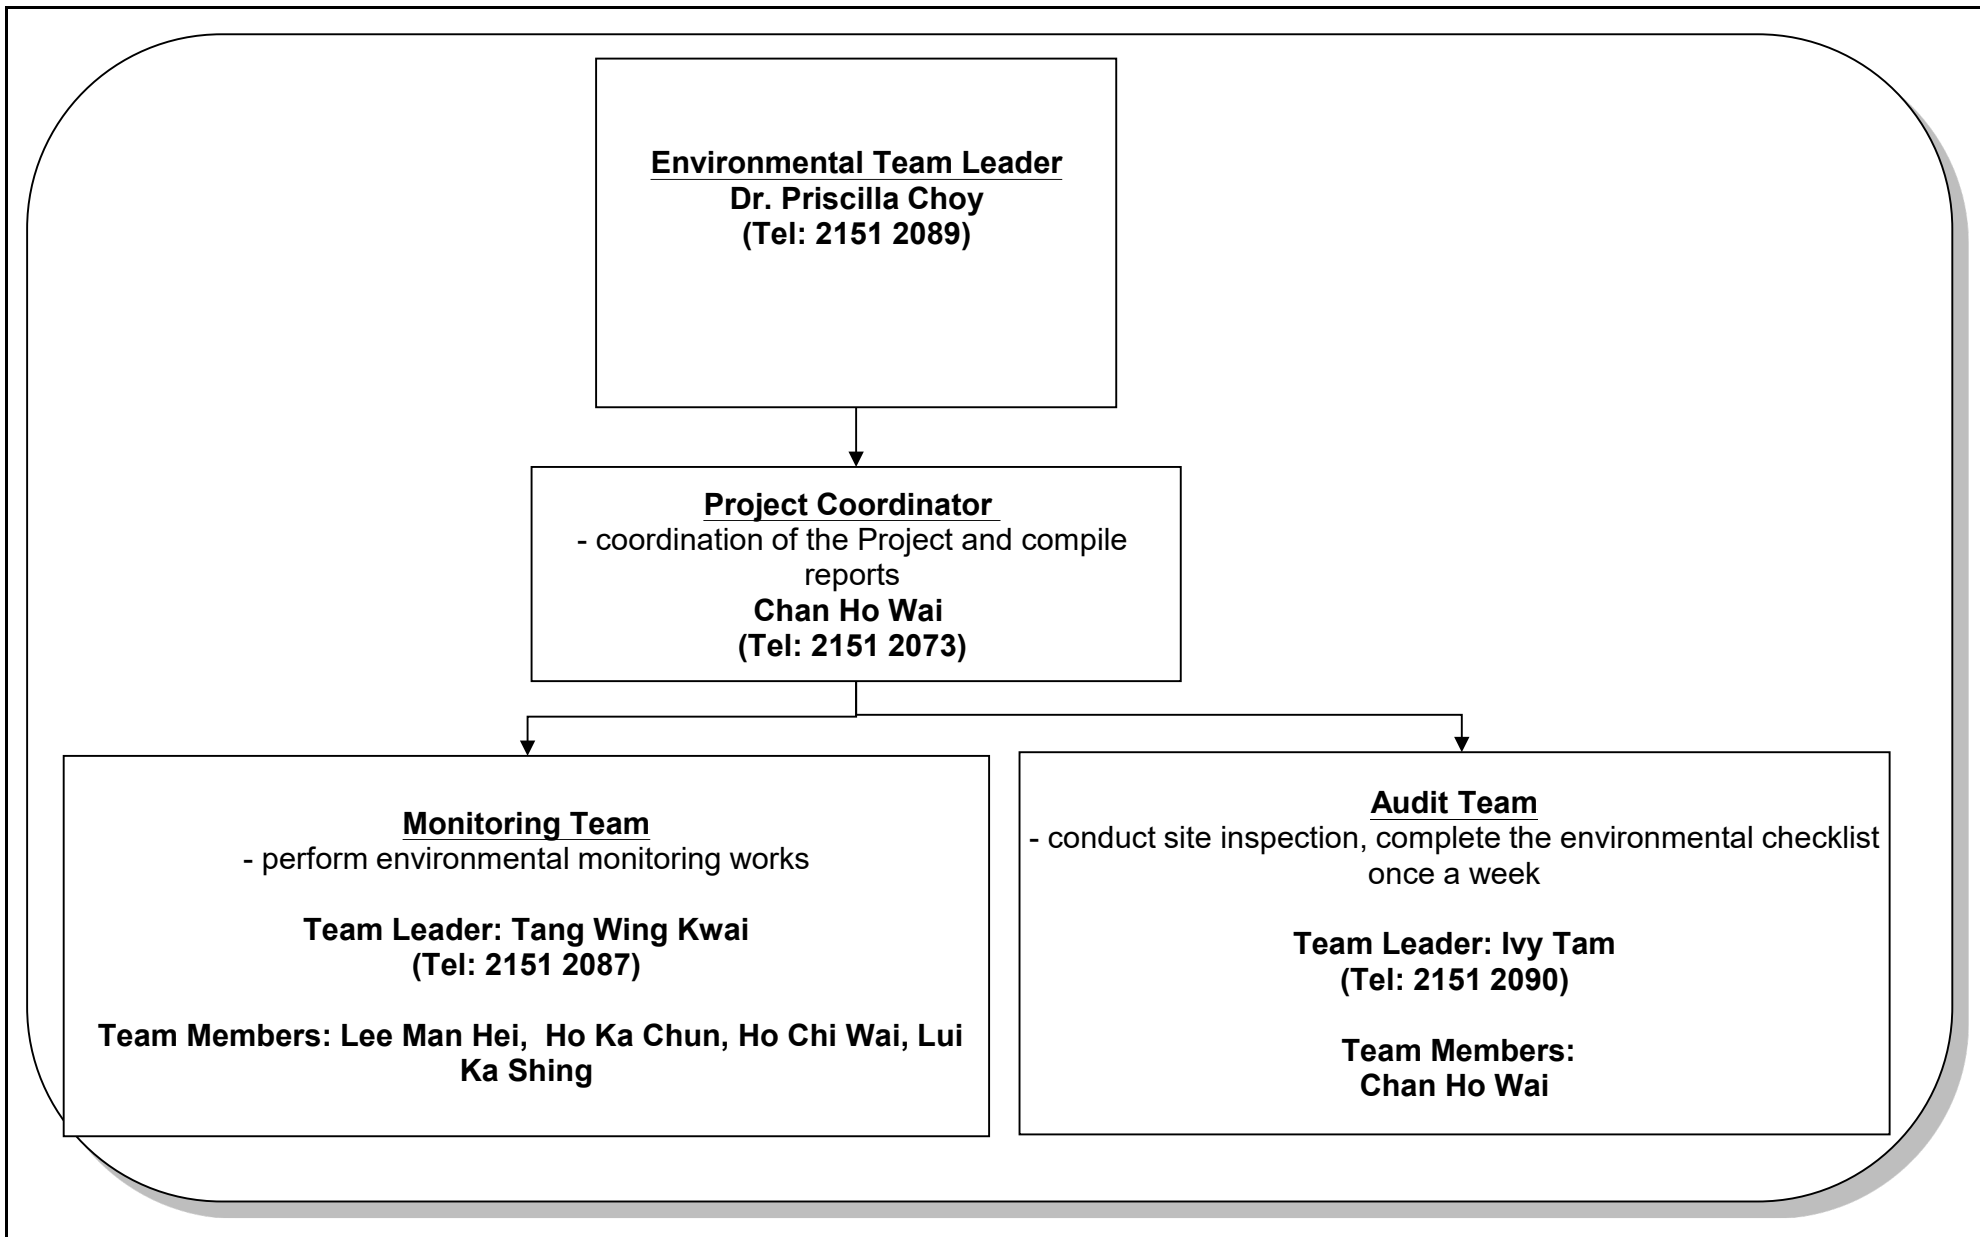 Environmental Team Leader
Dr. Priscilla Choy
(Tel: 2151 2089)
Project Coordinator
- coordination of the Project and compile
reports
Chan Ho Wai
(Tel: 2151 2073)
Monitoring Team
- perform environmental monitoring works
Team Leader: Tang Wing Kwai
(Tel: 2151 2087)
Team Members: Lee Man Hei,  Ho Ka Chun, Ho Chi Wai, Lui
Ka Shing
Audit Team
- conduct site inspection, complete the environmental checklist
once a week
Team Leader: Ivy Tam
(Tel: 2151 2090)
Team Members:
Chan Ho Wai